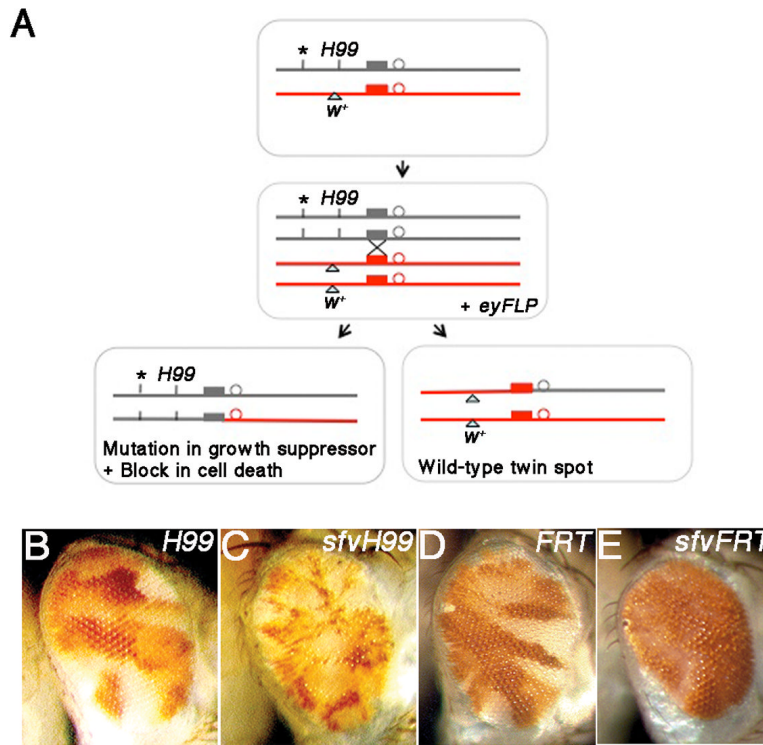 A
* H99
W+
* H99
W+
+ eyFLP
* H99
Mutation in growth suppressor
+ Block in cell death
W+
Wild-type twin spot
B H99 C sfvH99 D FRT E sfvFRT